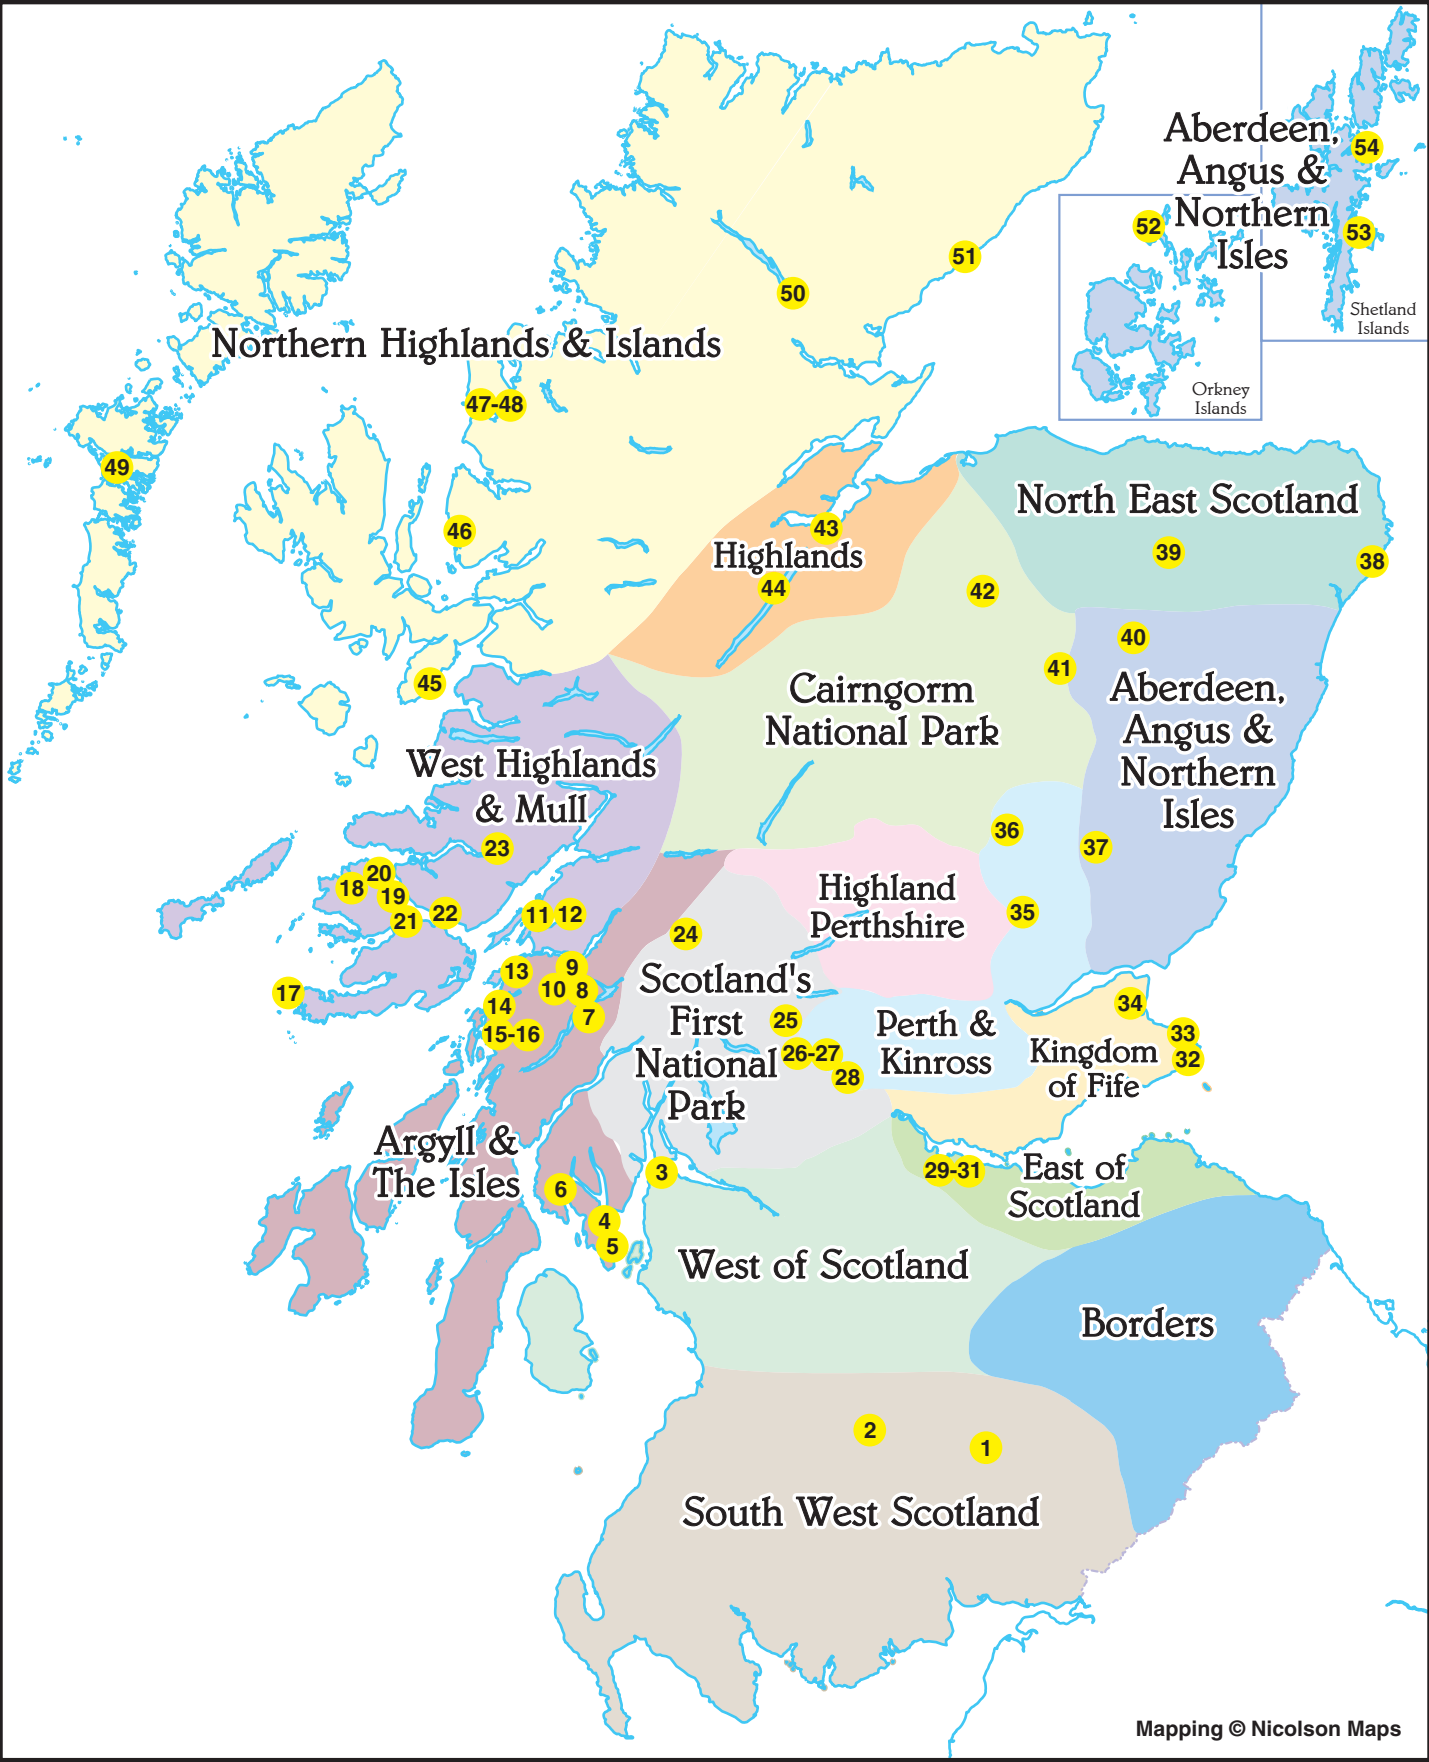 Aberdeen,
Angus &
Northern
Isles
54
52
53
51
50
Shetland
Islands
Orkney
Islands
Northern Highlands & Islands
47-48
49
46
45
North East Scotland
39
38
43
Highlands
44
42
40
41
Cairngorm
National Park
Aberdeen,
Angus &
Northern
Isles
West Highlands
& Mull
23
20
18
19
21
22
11
12
17
36
37
35
Highland
Perthshire
24
Scotland's
First
National
Park
13
9
10
8
14
7
15-16
25
26-27
28
Perth &
Kinross
34
33
32
Kingdom
of Fife
Argyll &
The Isles
6
4
5
3
29-31
East of
Scotland
West of Scotland
Borders
2
1
South West Scotland
Mapping © Nicolson Maps